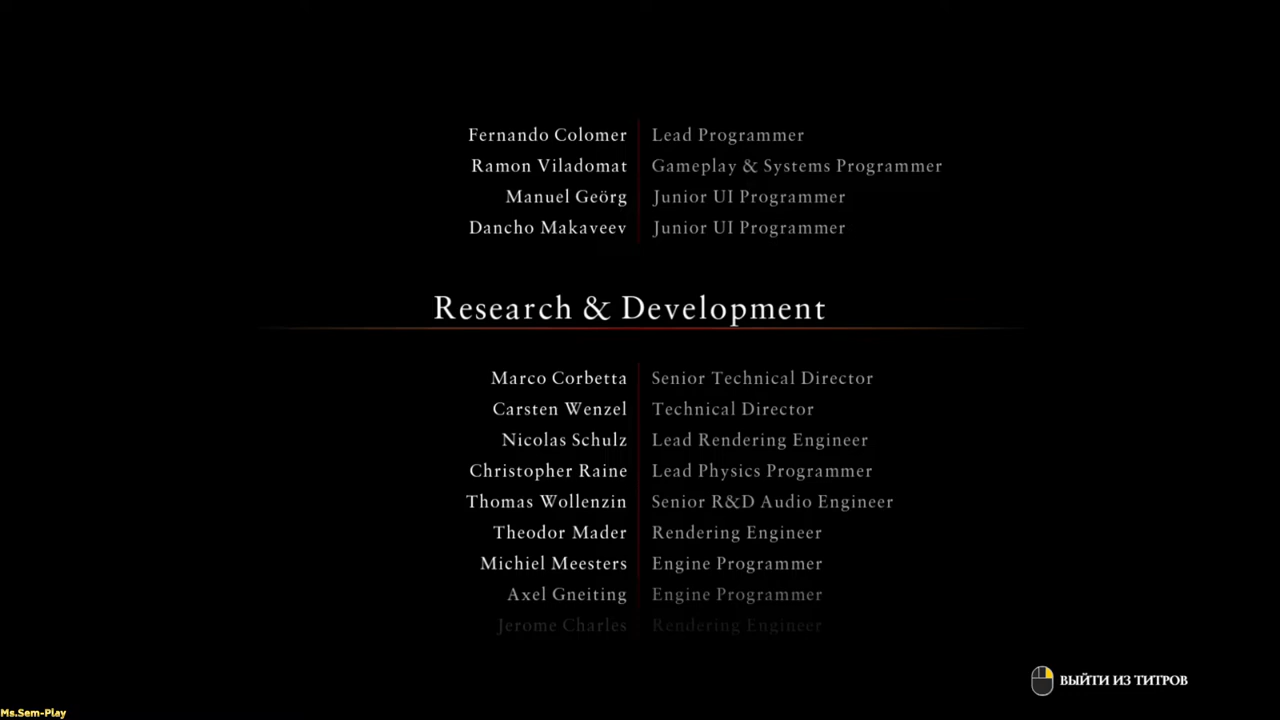 Fernando Colomer Lead Programmer
Ramon Viladomat Gameplay & Systems Programmer
Manuel Geörg Junior UI Programmer
Dancho Makaveev Junior UI Programmer
Research & Development
Marco Corbetta Senior Technical Director
Carsten Wenzel Technical Director
Nicolas Schulz Lead Rendering Engineer
Christopher Raine Lead Physics Programmer
Thomas Wollenzin Senior R&D Audio Engineer
Theodor Mader Rendering Engineer
Michiel Meesters Engine Programmer
Axel Gneiting Engine Programmer
Jerome Charles Rendering Engineer
ВЫЙТИ ИЗ ТИТРОВ
Ms.Sem-Play